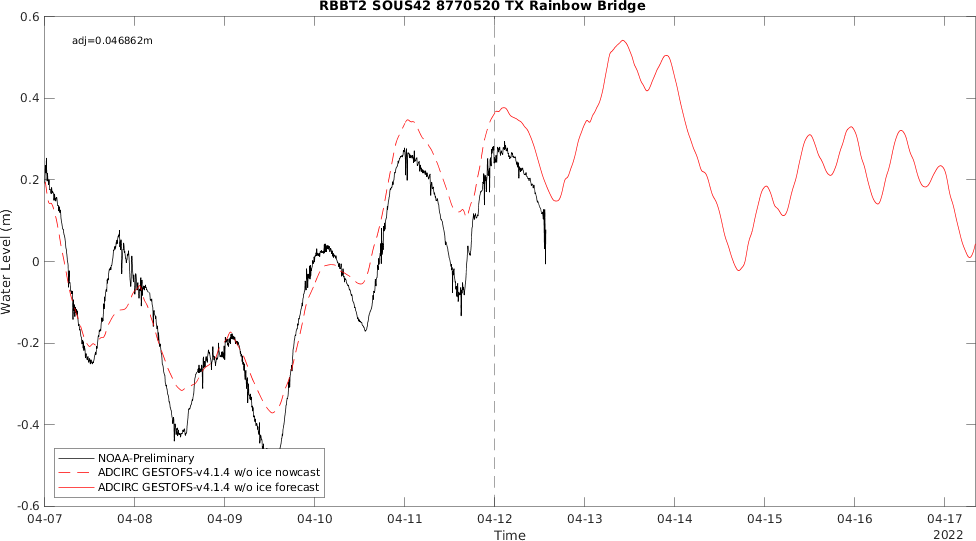 RBBT2 SOUS42 8770520 TX Rainbow Bridge
adj=0.046862m
0.6
0.4
0.2
0
-0.2
-0.4
-0.6
Water Level (m)
NOAA-Preliminary
ADCIRC GESTOFS-v4.1.4 w/o ice nowcast
ADCIRC GESTOFS-v4.1.4 w/o ice forecast
04-07 04-08 04-09 04-10 04-11 04-12 04-13 04-14 04-15 04-16 04-17
Time
2022